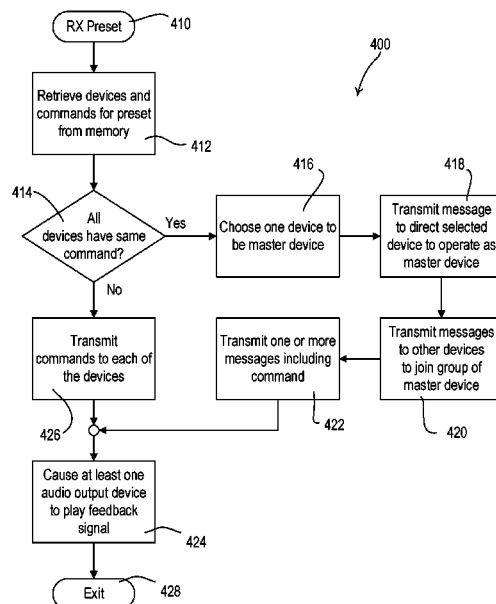 RX Preset
410
400
Retrieve devices and
commands for preset
from memory
412
414
All
devices have same
command?
Yes
No
416
Choose one device to
be master device
418
Transmit message
to direct selected
device to operate as
master device
Transmit
commands to each of
the devices
426
Transmit one or more
messages including
command
422
Transmit messages
to other devices
to join group of
master device
420
Cause at least one
audio output device
to play feedback
signal
424
Exit
428